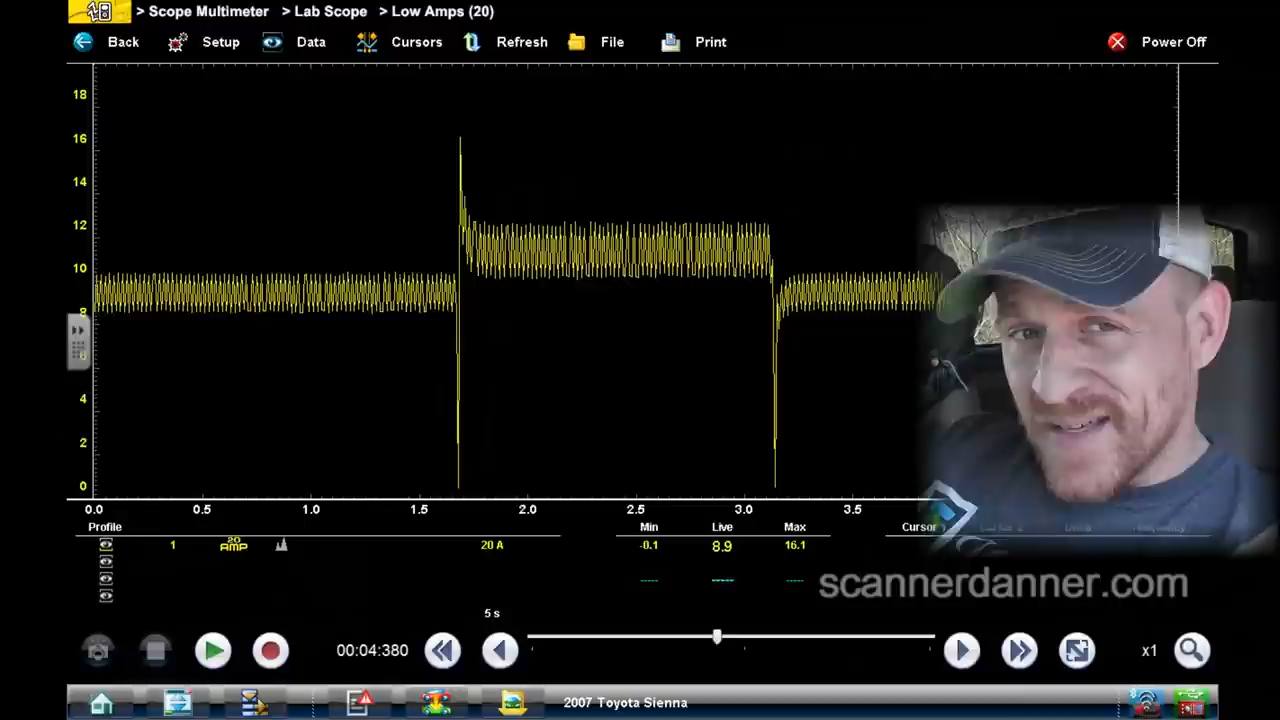 > Scope Multimeter > Lab Scope > Low Amps (20)
Back Setup Data Cursors Refresh File Print Power Off
18
16
14
12
10
8
6
4
2
0
0.0 0.5 1.0 1.5 2.0 2.5 3.0 3.5
Profile Min Live Max Cursor 1
1 20 AMP 20 A -0.1 8.9 16.1
---- ---- ----
scannerdanner.com
5 s
00:04:380 x1
2007 Toyota Sienna